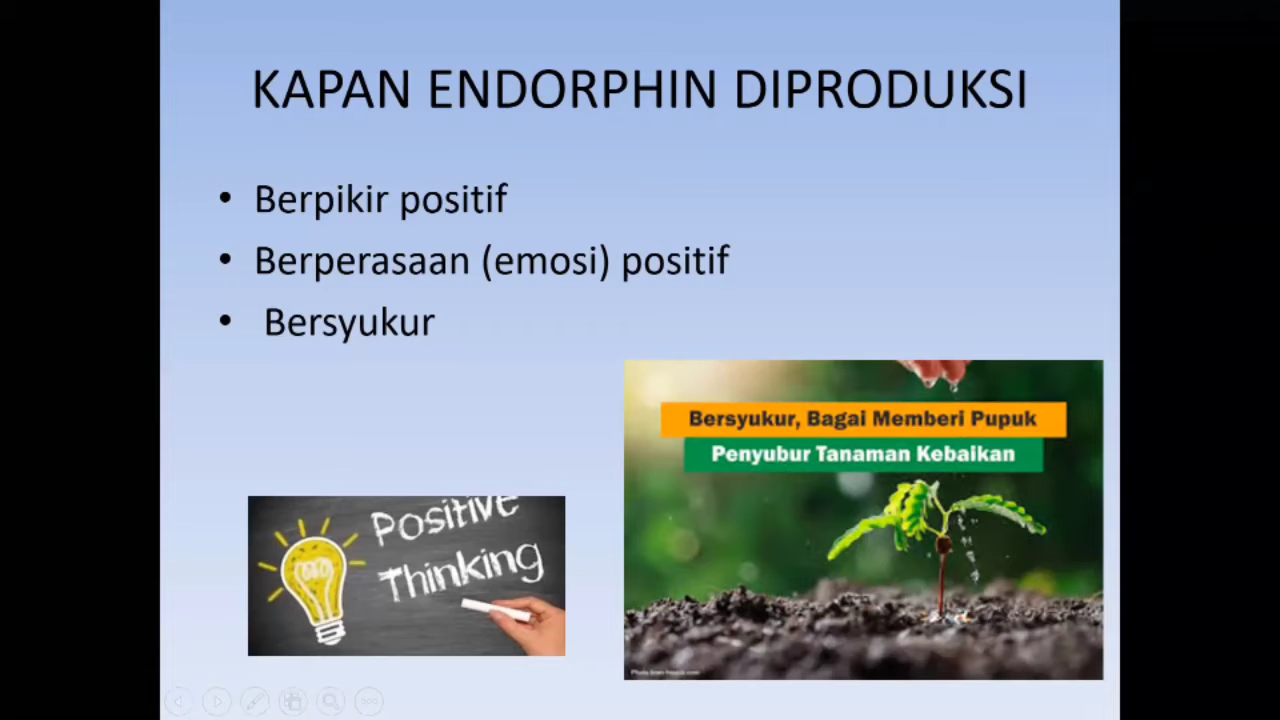 KAPAN ENDORPHIN DIPRODUKSI
• Berpikir positif
• Berperasaan (emosi) positif
• Bersyukur
Bersyukur, Bagai Memberi Pupuk
Penyubur Tanaman Kebaikan
Positive
Thinking